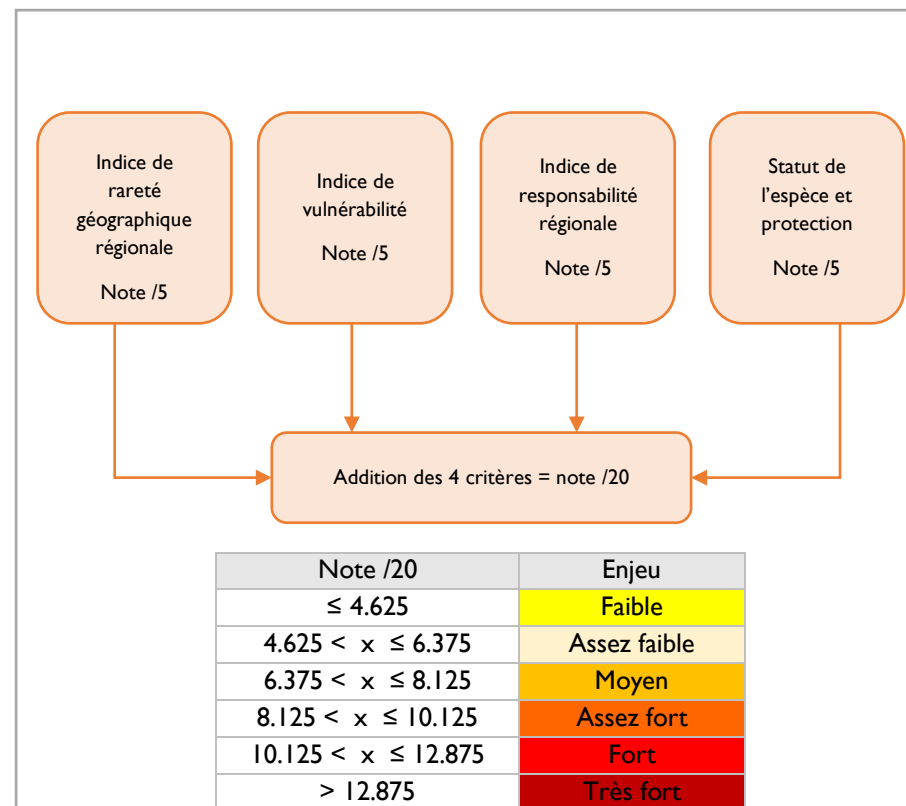 Indice de
rareté
géographique
régionale
Note /5
Indice de
vulnérabilité
Note /5
Indice de
responsabilité
régionale
Note /5
Statut de
l'espèce et
protection
Note /5
Addition des 4 critères = note /20
Note /20 Enjeu
≤ 4.625 Faible
4.625 < x ≤ 6.375 Assez faible
6.375 < x ≤ 8.125 Moyen
8.125 < x ≤ 10.125 Assez fort
10.125 < x ≤ 12.875 Fort
> 12.875 Très fort